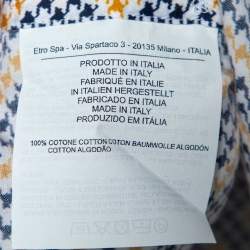 Etro Spa - Via Spartaco 3 - 20135 Milano - ITALIA
PRODOTTO IN ITALIA
MADE IN ITALY
FABRIQUÉ EN ITALIE
IN ITALIEN HERGESTELLT
FABRICADO EN ITALIA
MADE IN ITALY
PRODUZIDO EM ITÁLIA
100% COTONE COTTON COTON BAUMWOLLE ALGODÓN
COTTON ALGODÃO